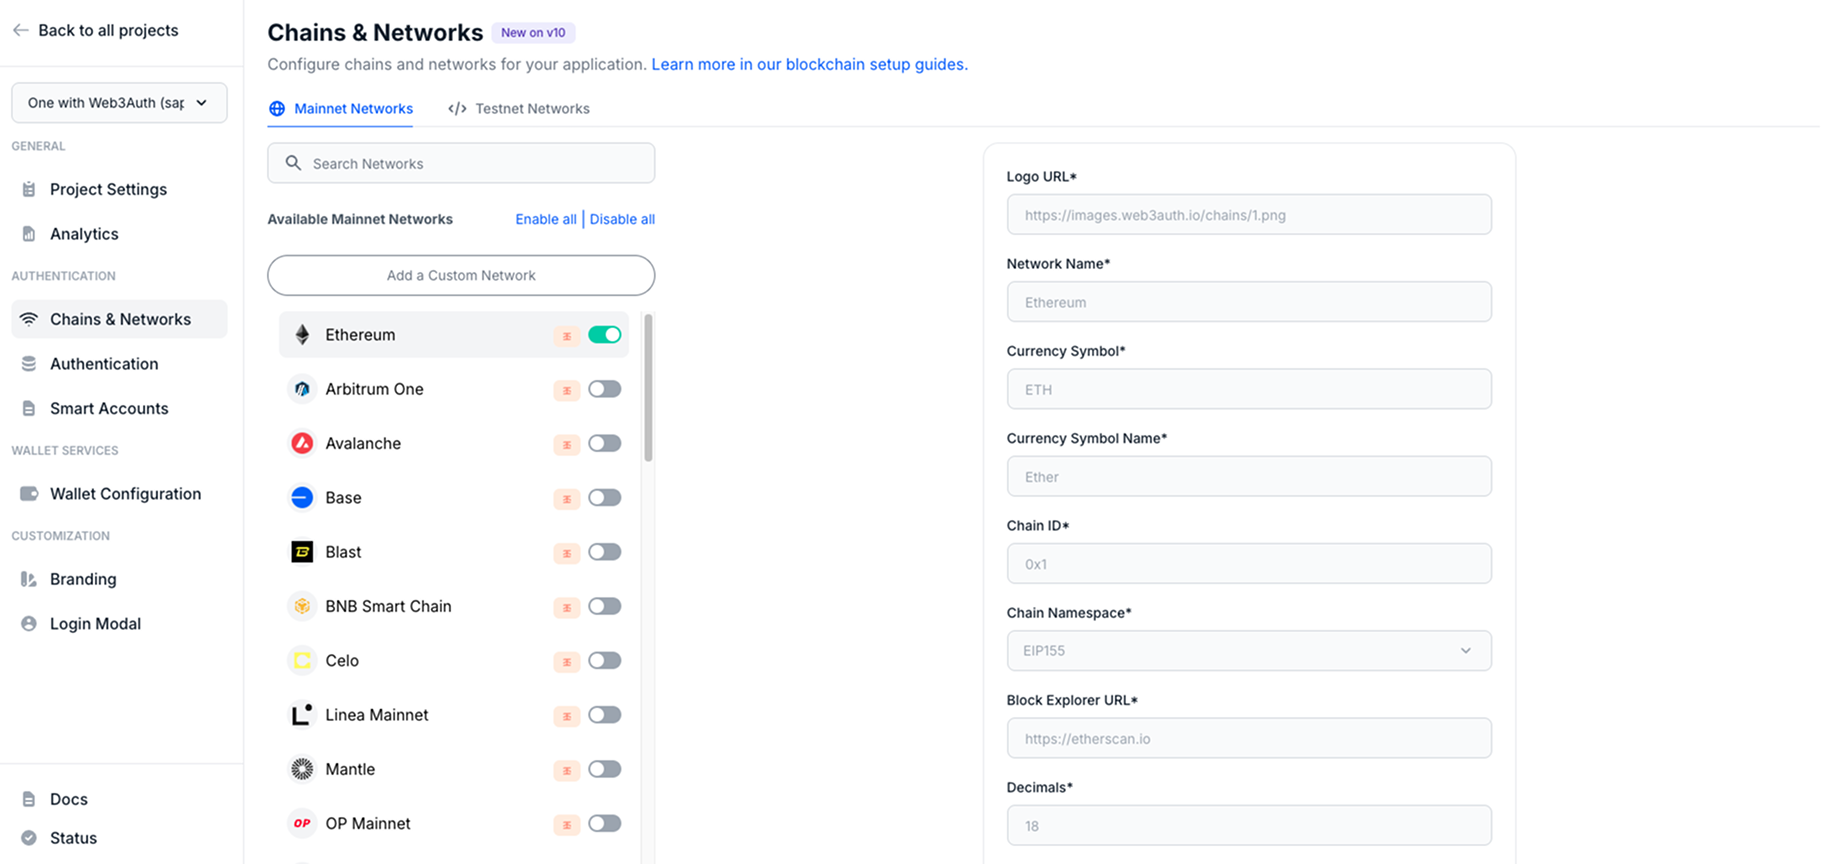 Back to all projects
One with Web3Auth (sap
GENERAL
Project Settings
Analytics
AUTHENTICATION
Chains & Networks
Authentication
Smart Accounts
WALLET SERVICES
Wallet Configuration
CUSTOMIZATION
Branding
Login Modal
Docs
Status
Chains & Networks New on v10
Configure chains and networks for your application. Learn more in our blockchain setup guides.
Mainnet Networks </> Testnet Networks
Search Networks
Available Mainnet Networks Enable all | Disable all
Add a Custom Network
Ethereum
Arbitrum One
Avalanche
Base
Blast
BNB Smart Chain
Celo
Linea Mainnet
Mantle
OP OP Mainnet
Logo URL*
https://images.web3auth.io/chains/1.png
Network Name*
Ethereum
Currency Symbol*
ETH
Currency Symbol Name*
Ether
Chain ID*
0x1
Chain Namespace*
EIP155
Block Explorer URL*
https://etherscan.io
Decimals*
18